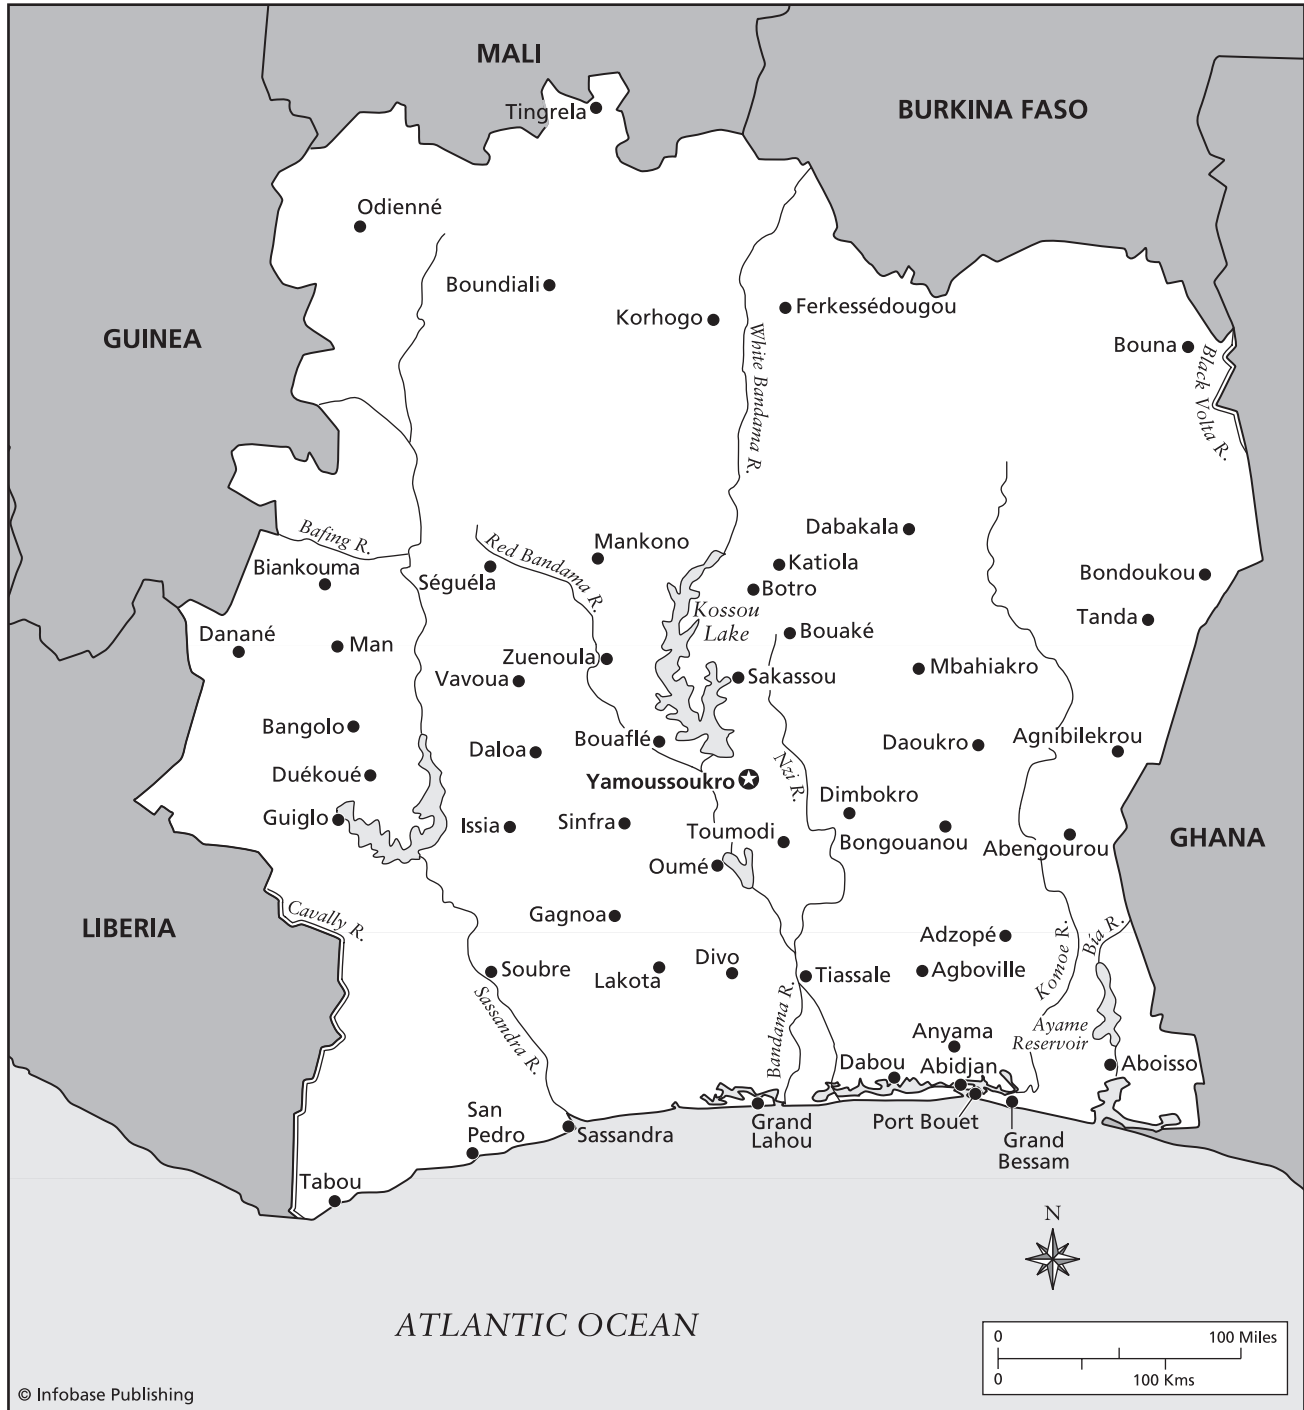 MALI
BURKINA FASO
Tingrela
Odienné
Boundiali
Ferkessédougou
Korhogo
GUINEA
White Bandama R.
Bouna
Black Volta R.
Dabakala
Bafing R.
Red Bandama R.
Mankono
Katiola
Biankouma
Séguéla
Bondoukou
Botro
Kossou
Lake
Tanda
Danané
Man
Bouaké
Zuenoula
Mbahiakro
Vavoua
Sakassou
Bangolo
Daloa
Bouaflé
Daoukro
Agnibilekrou
Duékoué
Yamoussoukro
Nzi R.
Dimbokro
Guiglo
Issia
Sinfra
Toumodi
Bongouanou
Abengourou
GHANA
Oumé
Cavally R.
LIBERIA
Gagnoa
Adzopé
Komoe R.
Bia R.
Soubre
Lakota
Divo
Tiassale
Agboville
Sassandra R.
Bandama R.
Anyama
Ayame
Reservoir
Dabou
Abidjan
Aboisso
San
Pedro
Sassandra
Grand
Lahou
Port Bouet
Grand
Bessam
Tabou
N
ATLANTIC OCEAN
0
100 Miles
0
100 Kms
© Infobase Publishing